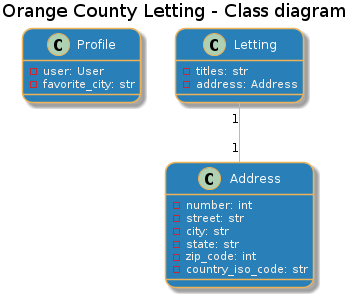 Orange County Letting - Class diagram
C Profile
user: User
favorite_city: str
C Letting
titles: str
address: Address
1
1
C Address
number: int
street: str
city: str
state: str
zip_code: int
country_iso_code: str